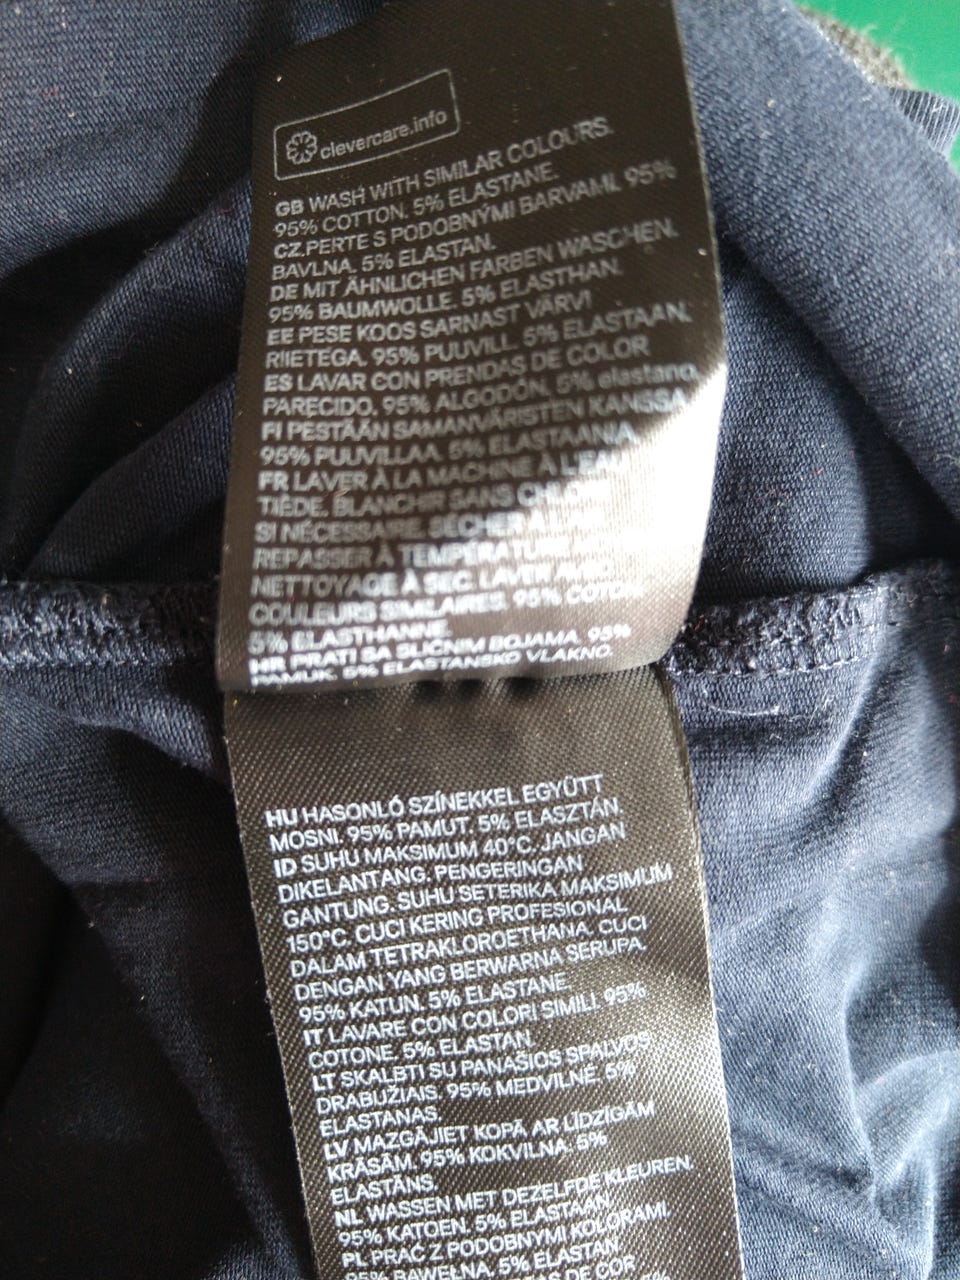 clevercare.info
GB WASH WITH SIMILAR COLOURS.
95% COTTON. 5% ELASTANE.
CZ.PERTE S PODOBNÝMI BARVAMI. 95%
BAVLNA. 5% ELASTAN.
DE MIT ÄHNLICHEN FARBEN WASCHEN.
95% BAUMWOLLE. 5% ELASTHAN.
EE PESE KOOS SARNAST VÄRVI
RIIETEGA. 95% PUUVILL. 5% ELASTAAN.
ES LAVAR CON PRENDAS DE COLOR
PARECIDO. 95% ALGODÓN. 5% elastano.
FI PESTÄÄN SAMANVÄRISTEN KANSSA
95% PUUVILLAA. 5% ELASTAANIA.
FR LAVER À LA MACHINE À L'EAU
TIÈDE. BLANCHIR SANS CHLORE
SI NÉCESSAIRE. SÉCHER À
REPASSER À TEMPÉRATURE
NETTOYAGE À SEC. LAVER AVEC
COULEURS SIMILAIRES. 95% COTON.
5% ELASTHANNE.
HR PRATI SA SLIČNIM BOJAMA. 95%
PAMUK. 5% ELASTANSKO VLAKNO.
HU HASONLÓ SZÍNEKKEL EGYÜTT
MOSNI. 95% PAMUT. 5% ELASZTÁN.
ID SUHU MAKSIMUM 40°C. JANGAN
DIKELANTANG. PENGERINGAN
GANTUNG. SUHU SETERIKA MAKSIMUM
150°C. CUCI KERING PROFESIONAL
DALAM TETRAKLOROETHANA. CUCI
DENGAN YANG BERWARNA SERUPA.
95% KATUN. 5% ELASTANE.
IT LAVARE CON COLORI SIMILI. 95%
COTONE. 5% ELASTAN.
LT SKALBTI SU PANAŠIOS SPALVOS
DRABUŽIAIS. 95% MEDVILNĖ. 5%
ELASTANAS.
LV MAZGĀJIET KOPĀ AR LĪDZĪGĀM
KRĀSĀM. 95% KOKVILNA. 5%
ELASTĀNS.
NL WASSEN MET DEZELFDE KLEUREN.
95% KATOEN. 5% ELASTAAN.
PL PRAĆ Z PODOBNYMI KOLORAMI.
95% BAWEŁNA. 5% ELASTAN
DE COR